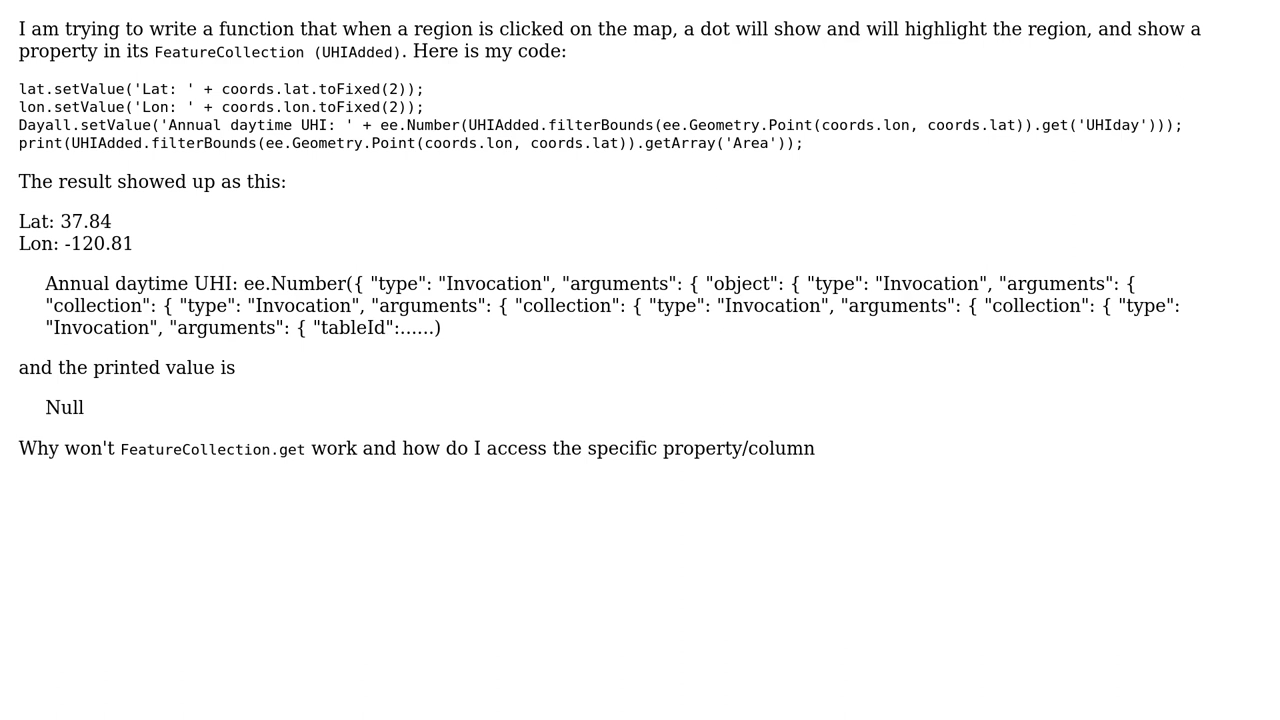 I am trying to write a function that when a region is clicked on the map, a dot will show and will highlight the region, and show a
property in its FeatureCollection (UHIAdded). Here is my code:
lat.setValue('Lat: ' + coords.lat.toFixed(2));
lon.setValue('Lon: ' + coords.lon.toFixed(2));
Dayall.setValue('Annual daytime UHI: ' + ee.Number(UHIAdded.filterBounds(ee.Geometry.Point(coords.lon, coords.lat)).get('UHIday')));
print(UHIAdded.filterBounds(ee.Geometry.Point(coords.lon, coords.lat)).getArray('Area'));
The result showed up as this:
Lat: 37.84
Lon: -120.81
Annual daytime UHI: ee.Number({ "type": "Invocation", "arguments": { "object": { "type": "Invocation", "arguments": {
"collection": { "type": "Invocation", "arguments": { "collection": { "type": "Invocation", "arguments": { "collection": { "type":
"Invocation", "arguments": { "tableId":......)
and the printed value is
Null
Why won't FeatureCollection.get work and how do I access the specific property/column